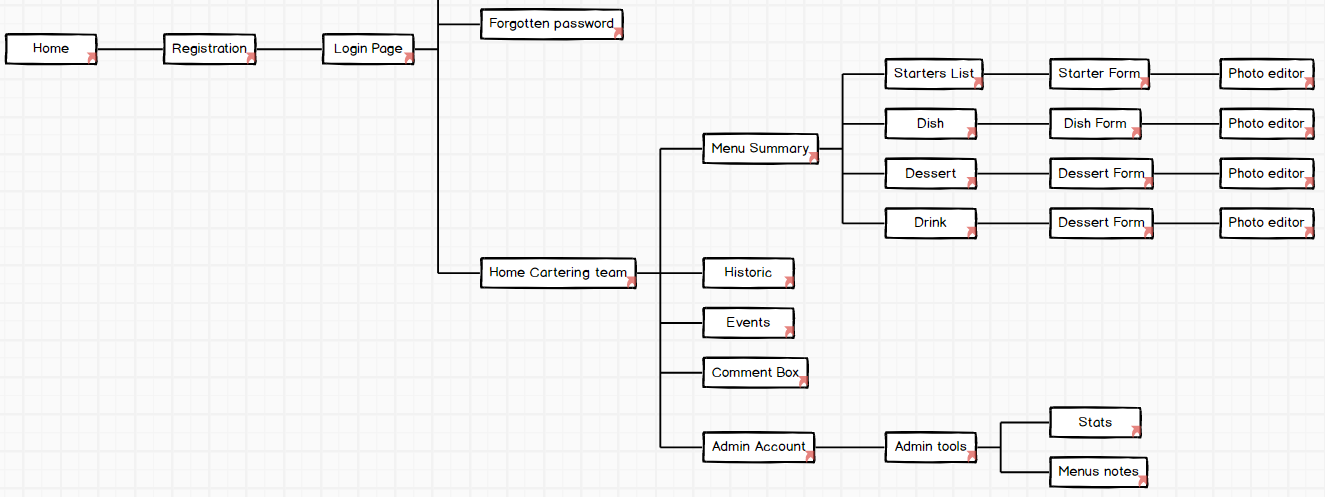 Forgotten password
Home
Registration
Login Page
Starters List
Starter Form
Photo editor
Dish
Dish Form
Photo editor
Menu Summary
Dessert
Dessert Form
Photo editor
Drink
Dessert Form
Photo editor
Home Cartering team
Historic
Events
Comment Box
Admin Account
Admin tools
Stats
Menus notes